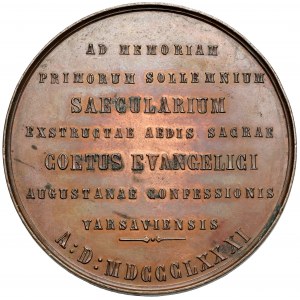 AD MEMORIAM
PRIMORUM SOLLEMNIUM
SAECULARIUM
EXSTRUCTAE AEDIS SACRAE
COETUS EVANGELICI
AUGUSTANAE CONFESSIONIS
VARSAVIENSIS
A: D: MDCCCLXXXI